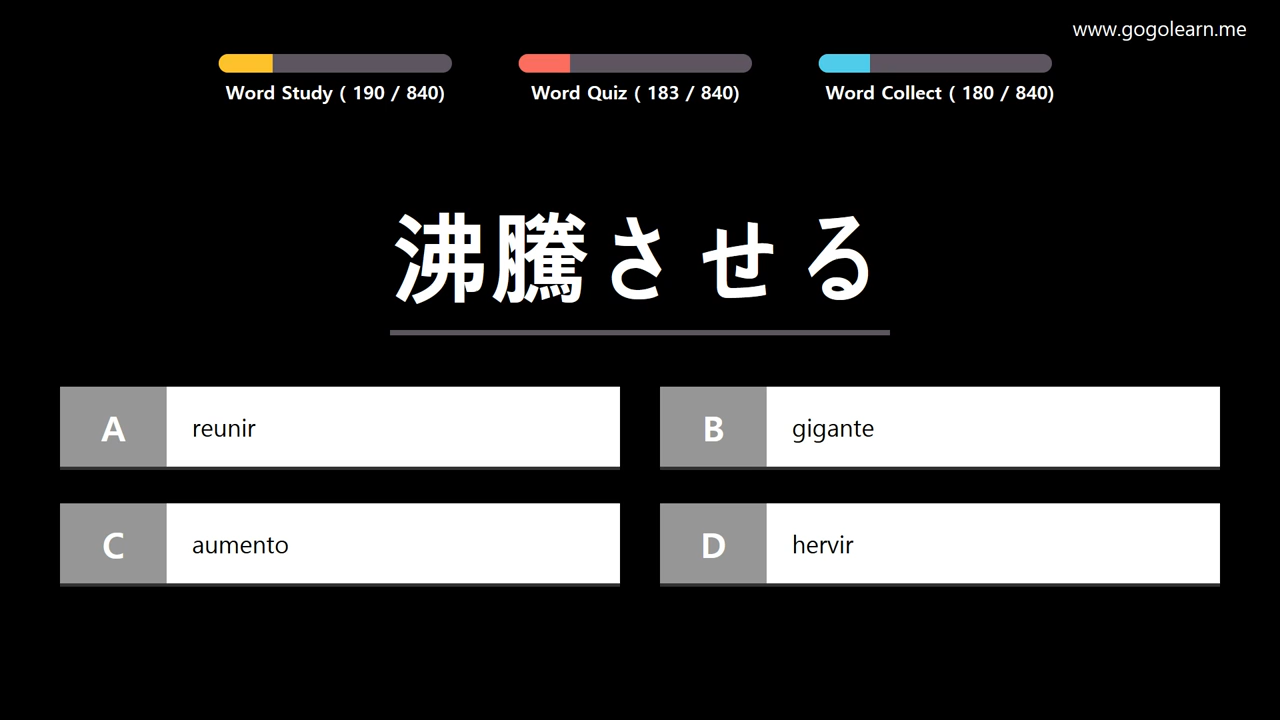 www.gogolearn.me
Word Study ( 190 / 840)
Word Quiz ( 183 / 840)
Word Collect ( 180 / 840)
沸騰させる
A reunir
B gigante
C aumento
D hervir